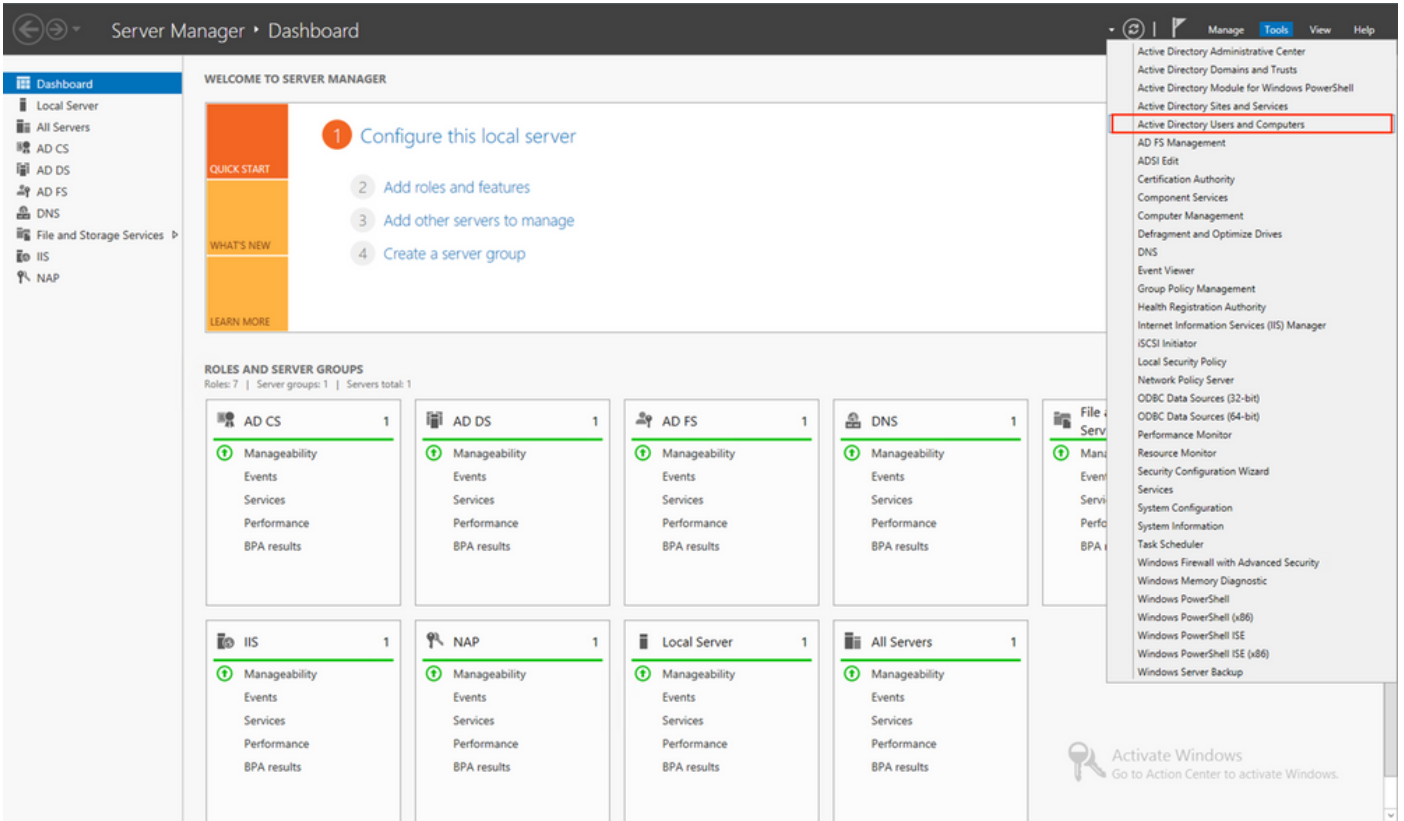 Server Manager ‣ Dashboard
Manage Tools View Help
Dashboard
Local Server
All Servers
AD CS
AD DS
AD FS
DNS
File and Storage Services
IIS
NAP
WELCOME TO SERVER MANAGER
QUICK START
WHAT'S NEW
LEARN MORE
1 Configure this local server
2 Add roles and features
3 Add other servers to manage
4 Create a server group
ROLES AND SERVER GROUPS
Roles: 7 | Server groups: 1 | Servers total: 1
AD CS 1
Manageability
Events
Services
Performance
BPA results
AD DS 1
Manageability
Events
Services
Performance
BPA results
AD FS 1
Manageability
Events
Services
Performance
BPA results
DNS 1
Manageability
Events
Services
Performance
BPA results
File
Serv
Mana
Event
Servi
Perfo
BPA
IIS 1
Manageability
Events
Services
Performance
BPA results
NAP 1
Manageability
Events
Services
Performance
BPA results
Local Server 1
Manageability
Events
Services
Performance
BPA results
All Servers 1
Manageability
Events
Services
Performance
BPA results
Active Directory Administrative Center
Active Directory Domains and Trusts
Active Directory Module for Windows PowerShell
Active Directory Sites and Services
Active Directory Users and Computers
AD FS Management
ADSI Edit
Certification Authority
Component Services
Computer Management
Defragment and Optimize Drives
DNS
Event Viewer
Group Policy Management
Health Registration Authority
Internet Information Services (IIS) Manager
iSCSI Initiator
Local Security Policy
Network Policy Server
ODBC Data Sources (32-bit)
ODBC Data Sources (64-bit)
Performance Monitor
Resource Monitor
Security Configuration Wizard
Services
System Configuration
System Information
Task Scheduler
Windows Firewall with Advanced Security
Windows Memory Diagnostic
Windows PowerShell
Windows PowerShell (x86)
Windows PowerShell ISE
Windows PowerShell ISE (x86)
Windows Server Backup
Activate Windows
Go to Action Center to activate Windows.